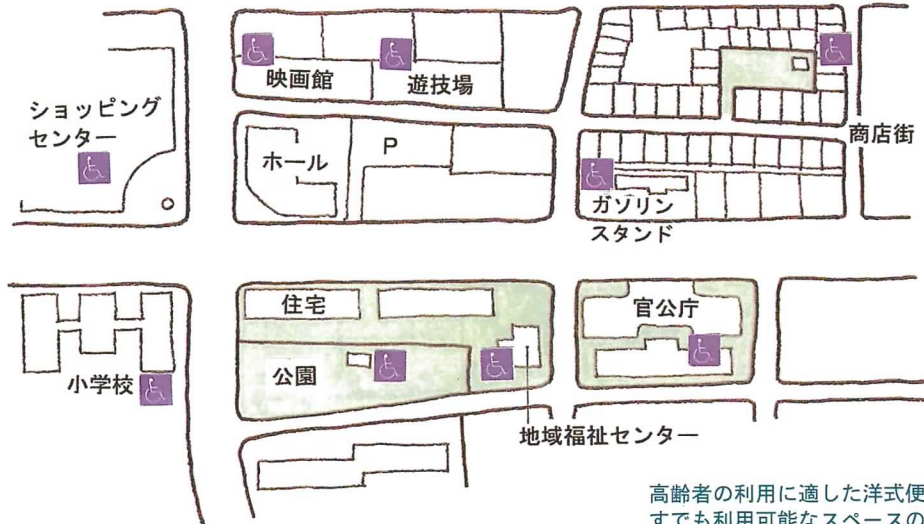 映画館
遊技場
ショッピング
センター
ホール
P
商店街
ガソリン
スタンド
住宅
官公庁
小学校
公園
地域福祉センター
高齢者の利用に適した洋式便
すでも利用可能なスペースの